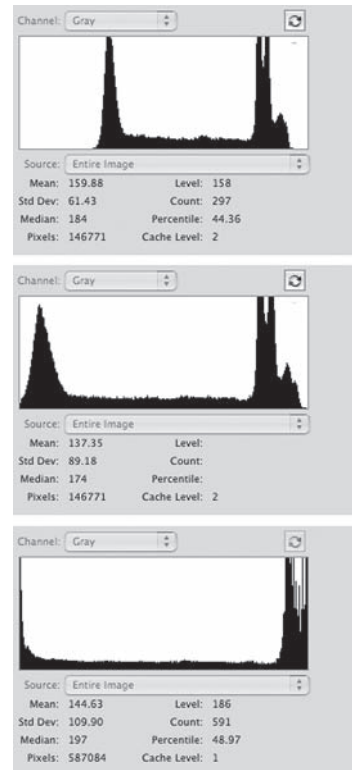 Channel: Gray
Source: Entire Image
Mean: 159.88 Level: 158
Std Dev: 61.43 Count: 297
Median: 184 Percentile: 44.36
Pixels: 146771 Cache Level: 2
Channel: Gray
Source: Entire Image
Mean: 137.35 Level:
Std Dev: 89.18 Count:
Median: 174 Percentile:
Pixels: 146771 Cache Level: 2
Channel: Gray
Source: Entire Image
Mean: 144.63 Level: 186
Std Dev: 109.90 Count: 591
Median: 197 Percentile: 48.97
Pixels: 587084 Cache Level: 1